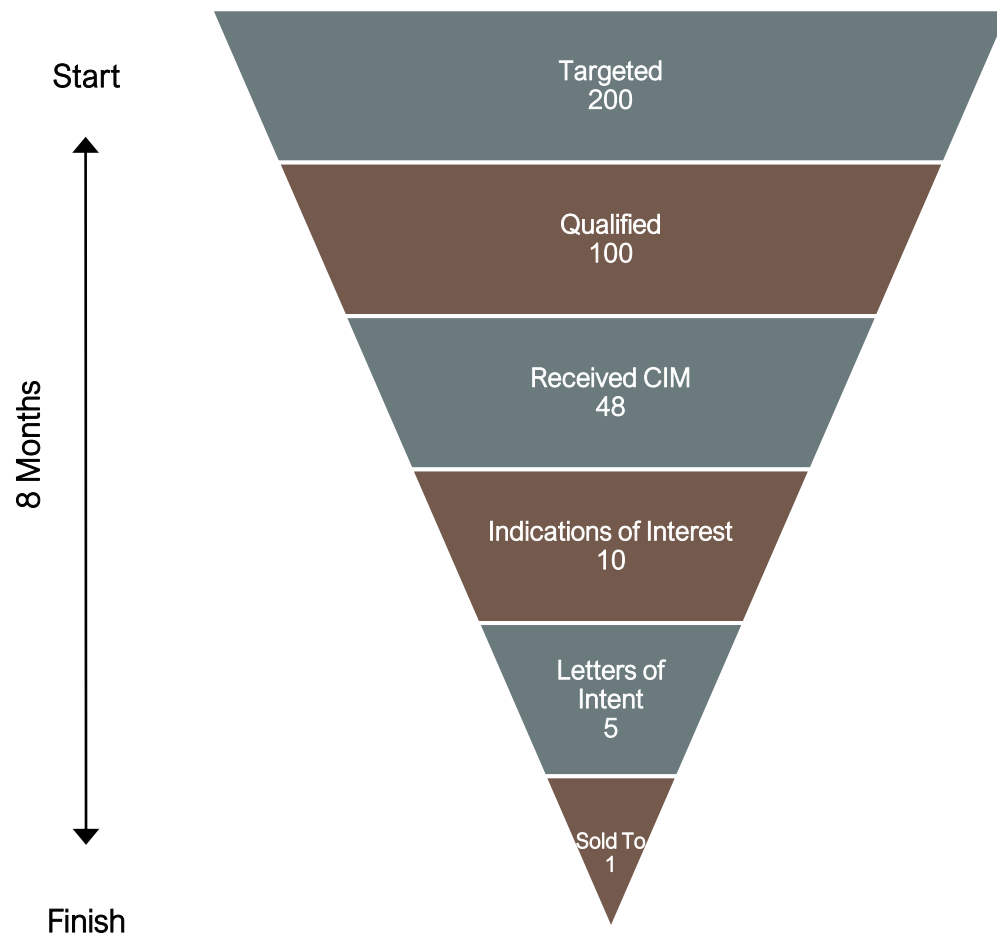 Start
8 Months
Finish
Targeted
200
Qualified
100
Received CIM
48
Indications of Interest
10
Letters of
Intent
5
Sold To
1